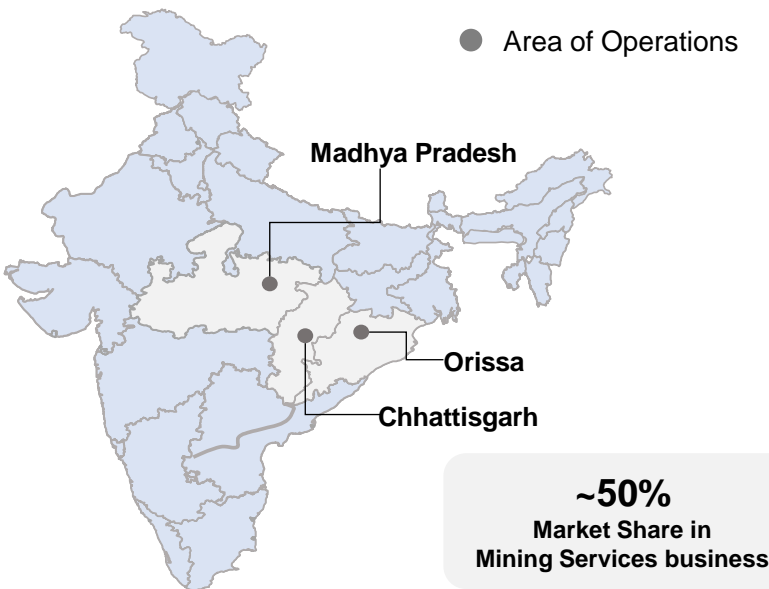 Area of Operations
Madhya Pradesh
Orissa
Chhattisgarh
~50%
Market Share in
Mining Services business